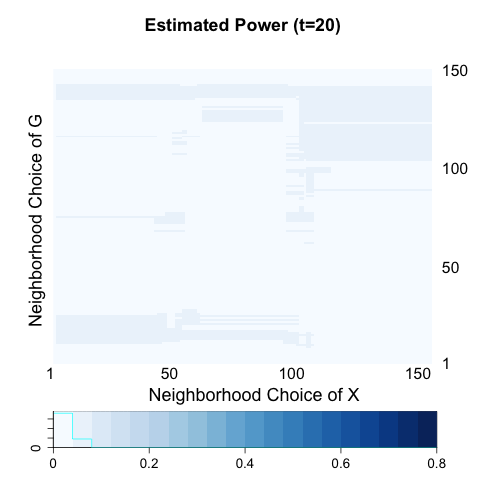 Estimated Power (t=20)
Neighborhood Choice of G
150
100
50
1
1 50 100 150
Neighborhood Choice of X
0
0 0.2 0.4 0.6 0.8